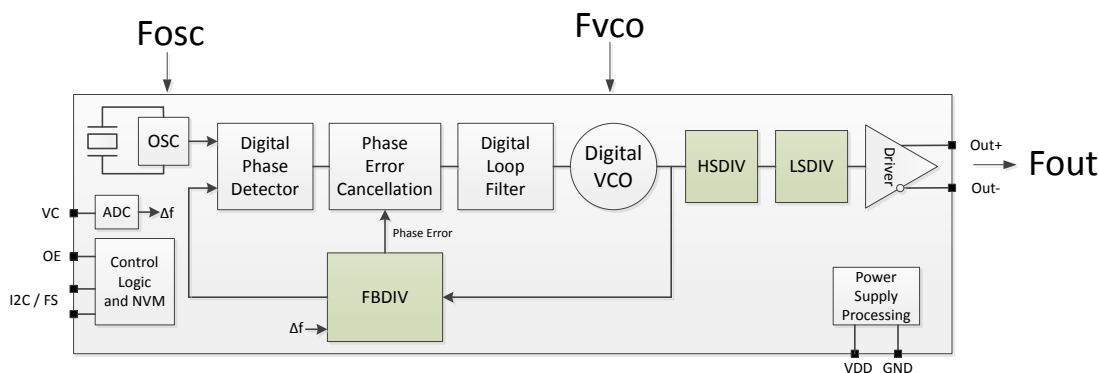 Fosc
Fvco
OSC
Digital
Phase
Detector
Phase
Error
Cancellation
Digital
Loop
Filter
Digital
VCO
HSDIV
LSDIV
Driver
Out+
Out-
Fout
VC
ADC
Δf
Phase Error
OE
I2C / FS
Control
Logic
and NVM
FBDIV
Δf
Power
Supply
Processing
VDD
GND